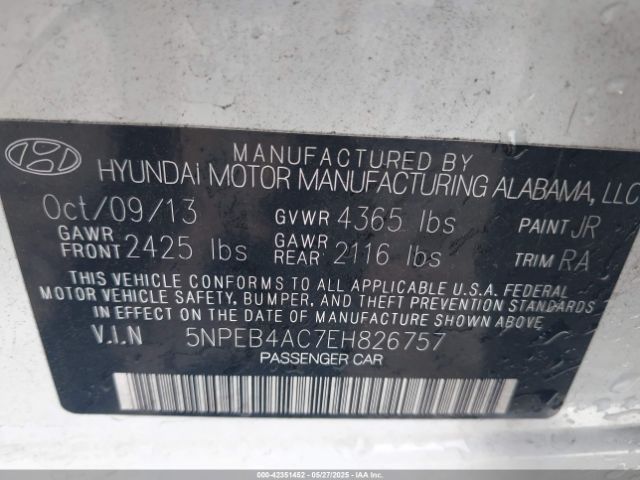 MANUFACTURED BY
HYUNDAI MOTOR MANUFACTURING ALABAMA, LLC
Oct/09/13 GVWR 4365 lbs PAINT JR
GAWR FRONT 2425 lbs GAWR REAR 2116 lbs TRIM RA
THIS VEHICLE CONFORMS TO ALL APPLICABLE U.S.A. FEDERAL
MOTOR VEHICLE SAFETY, BUMPER, AND THEFT PREVENTION STANDARDS
IN EFFECT ON THE DATE OF MANUFACTURE SHOWN ABOVE.
V.I.N 5NPEB4AC7EH826757
PASSENGER CAR
000-42351452 - 05/27/2025 - IAAI.COM